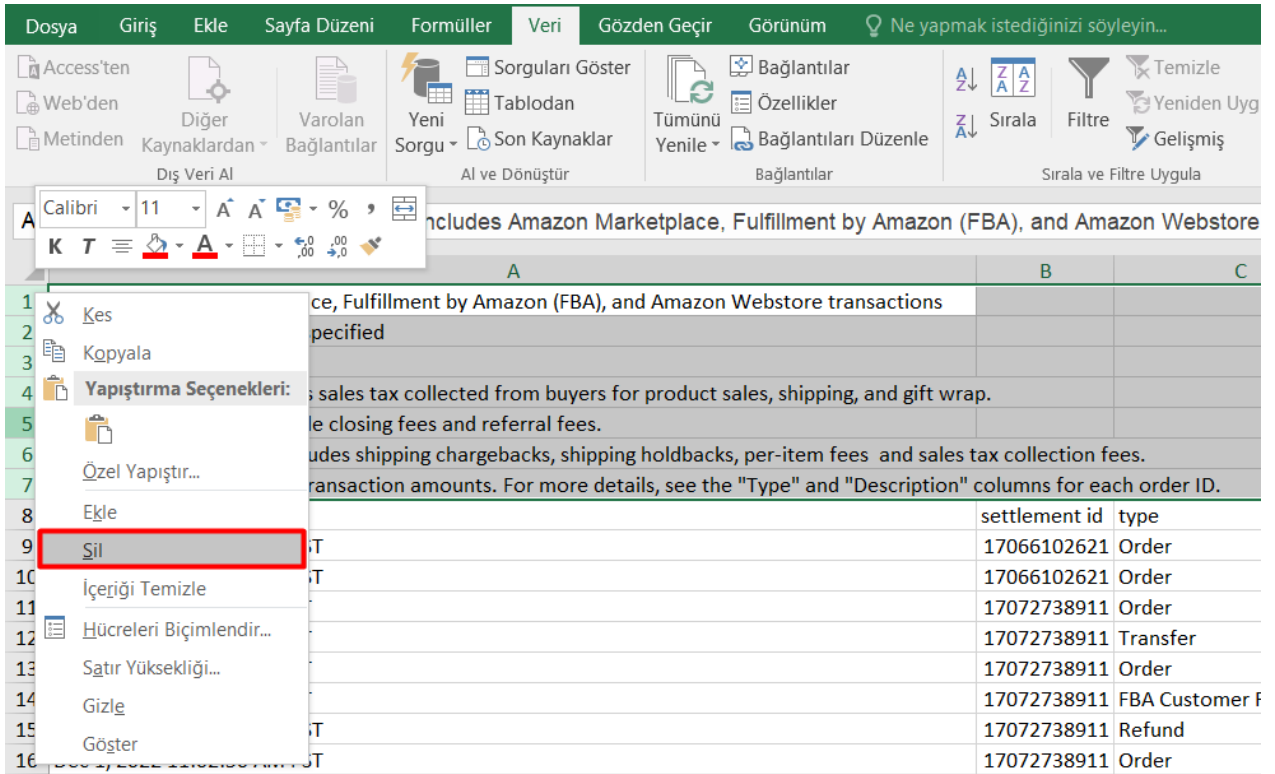 Dosya Giriş Ekle Sayfa Düzeni Formüller Veri Gözden Geçir Görünüm Ne yapmak istediğinizi söyleyin...
Access'ten
Web'den
Metinden
Diğer
Kaynaklardan
Varolan
Bağlantılar
Dış Veri Al
Yeni
Sorgu
Sorguları Göster
Tablodan
Son Kaynaklar
Al ve Dönüştür
Tümünü
Yenile
Bağlantılar
Özellikler
Bağlantıları Düzenle
Bağlantılar
Sırala
Filtre
Temizle
Yeniden Uyg
Gelişmiş
Sırala ve Filtre Uygula
Calibri 11 A A %
K T A ,00 ,0 ,00 ,0
A
ncludes Amazon Marketplace, Fulfillment by Amazon (FBA), and Amazon Webstore
A B C
1 ce, Fulfillment by Amazon (FBA), and Amazon Webstore transactions
2 pecified
3
4 s sales tax collected from buyers for product sales, shipping, and gift wrap.
5 le closing fees and referral fees.
6 udes shipping chargebacks, shipping holdbacks, per-item fees and sales tax collection fees.
7 ransaction amounts. For more details, see the "Type" and "Description" columns for each order ID.
8 settlement id type
9 ST 17066102621 Order
10 ST 17066102621 Order
11 17072738911 Order
12 17072738911 Transfer
13 17072738911 Order
14 17072738911 FBA Customer
15 ST 17072738911 Refund
16 ST 17072738911 Order
Kes
Kopyala
Yapıştırma Seçenekleri:
Özel Yapıştır...
Ekle
Sil
İçeriği Temizle
Hücreleri Biçimlendir...
Satır Yüksekliği...
Gizle
Göster